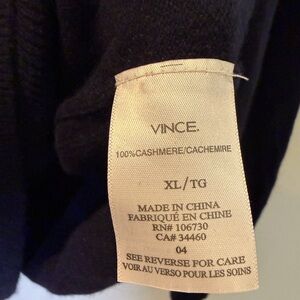 VINCE.
100%CASHMERE/CACHEMIRE
XL/TG
MADE IN CHINA
FABRIQUÉ EN CHINE
RN# 106730
CA# 34460
04
SEE REVERSE FOR CARE
VOIR AU VERSO POUR LES SOINS